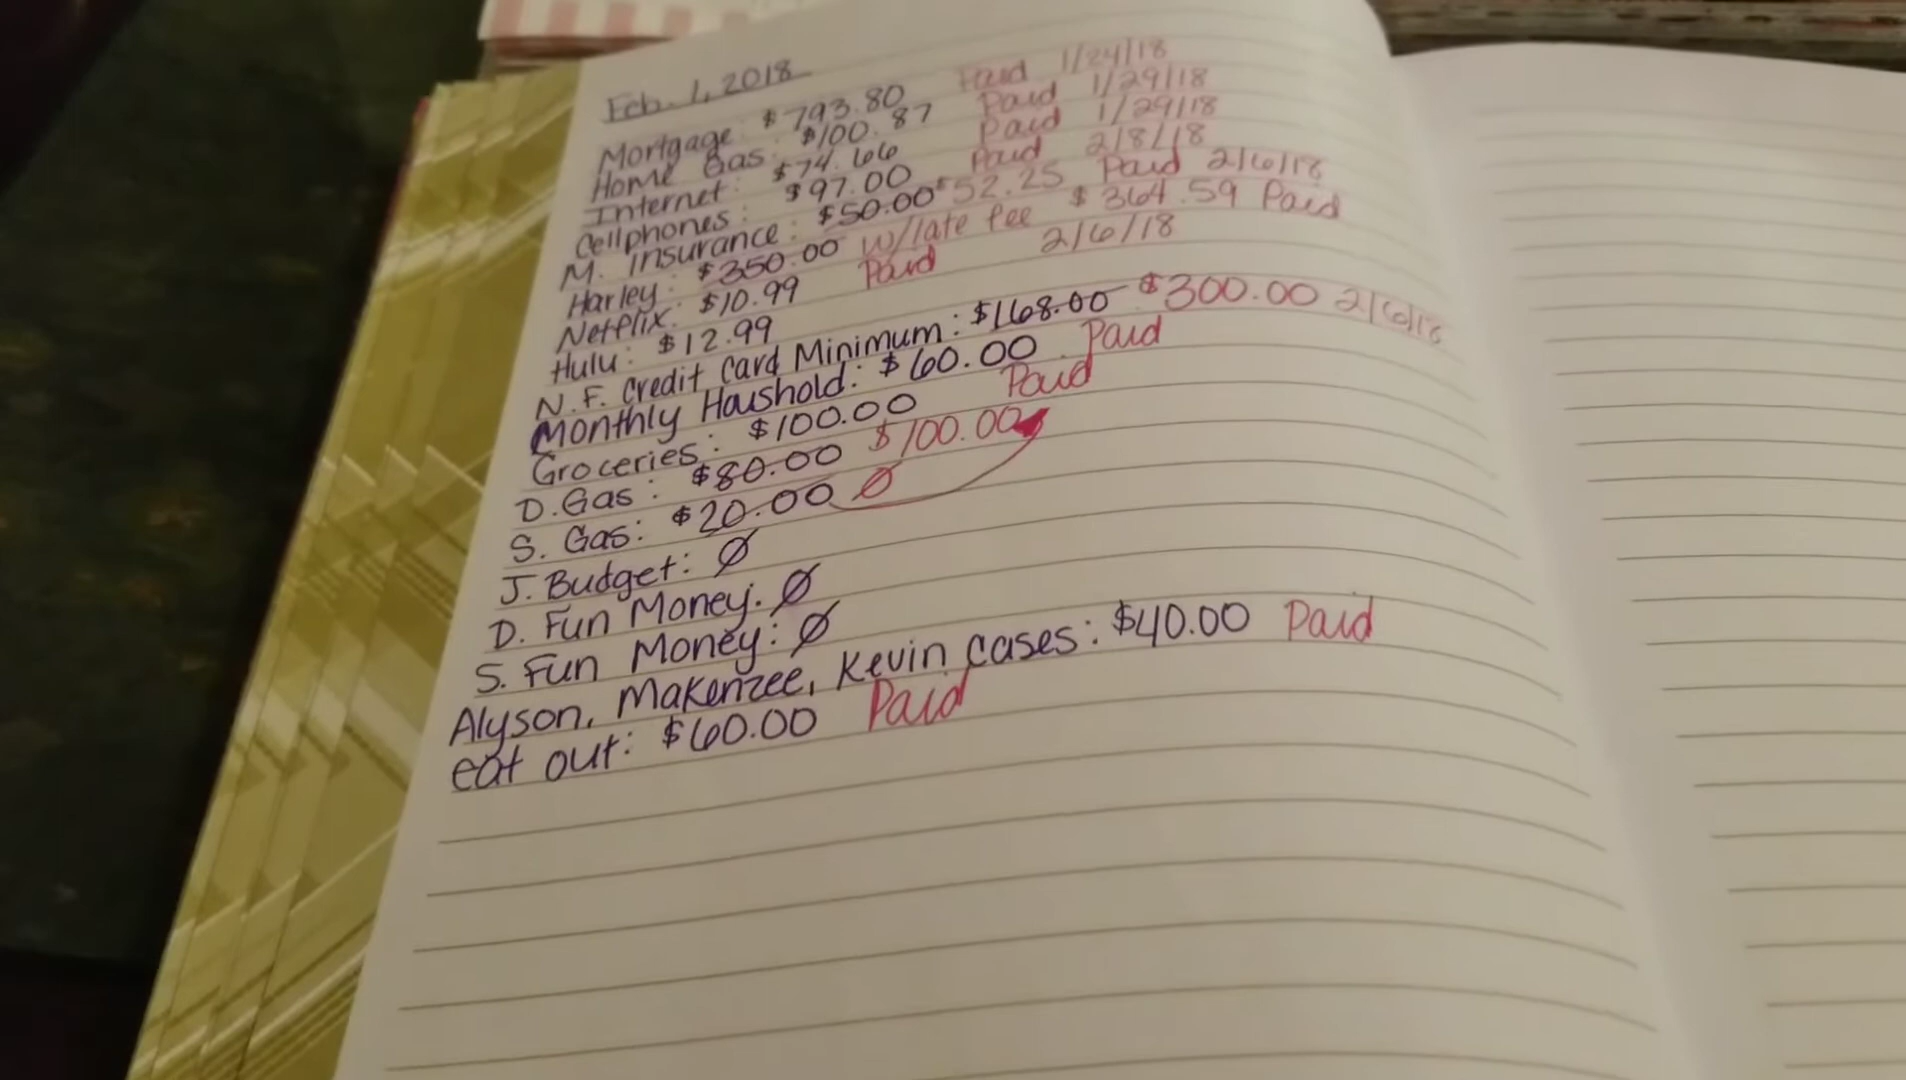 Feb. 1, 2018
Mortgage: $793.80 Paid 1/24/18
Home Gas: $100.87 Paid 1/29/18
Internet: $74.66 Paid 1/29/18
Cellphones: $97.00 Paid 2/8/18
M. Insurance: $50.00 $52.25 Paid 2/6/18
Harley: $350.00 w/late fee $364.59 Paid
Netflix: $10.99 Paid 2/6/18
Hulu: $12.99
N.F. Credit Card Minimum: $168.00 $300.00 2/6/18
Monthly Haushold: $60.00 Paid
Groceries: $100.00 Paid
D. Gas: $80.00 $100.00
S. Gas: $20.00 Ø
J. Budget: Ø
D. Fun Money: Ø
S. Fun Money: Ø
Alyson, Makenzee, Kevin cases: $40.00 Paid
eat out: $60.00 Paid